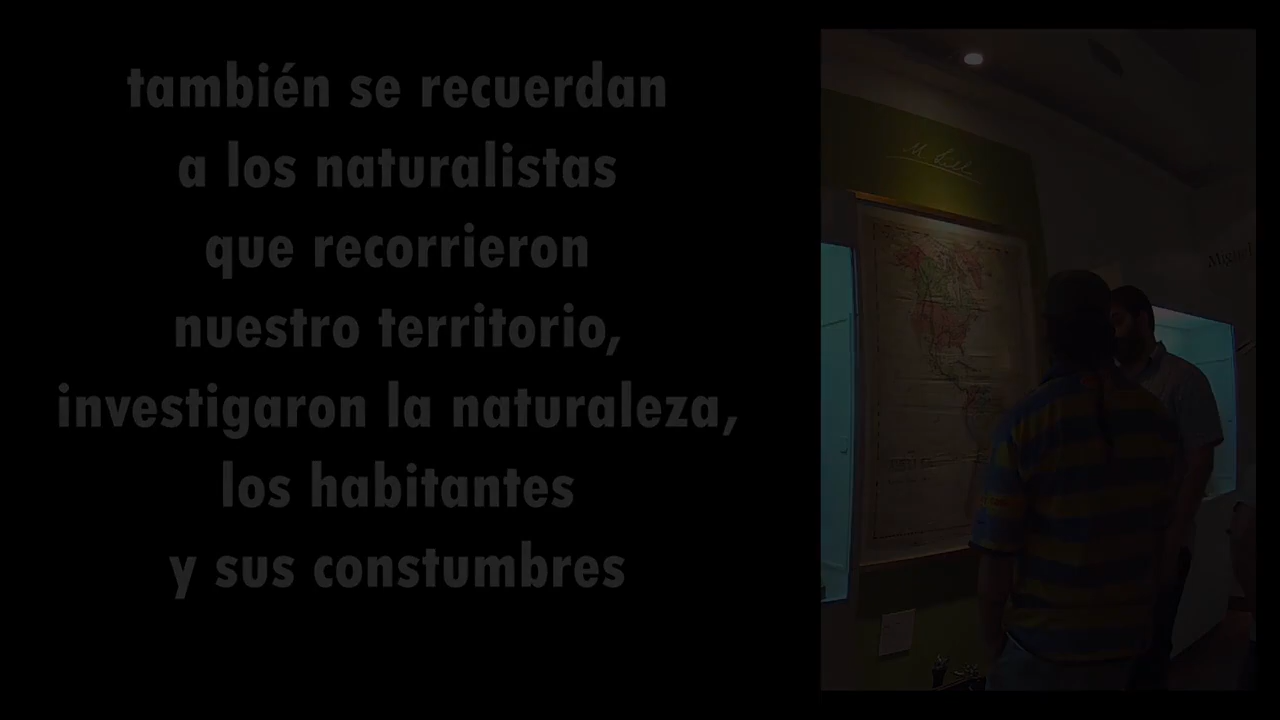 también se recuerdan
a los naturalistas
que recorrieron
nuestro territorio,
investigaron la naturaleza,
los habitantes
y sus constumbres